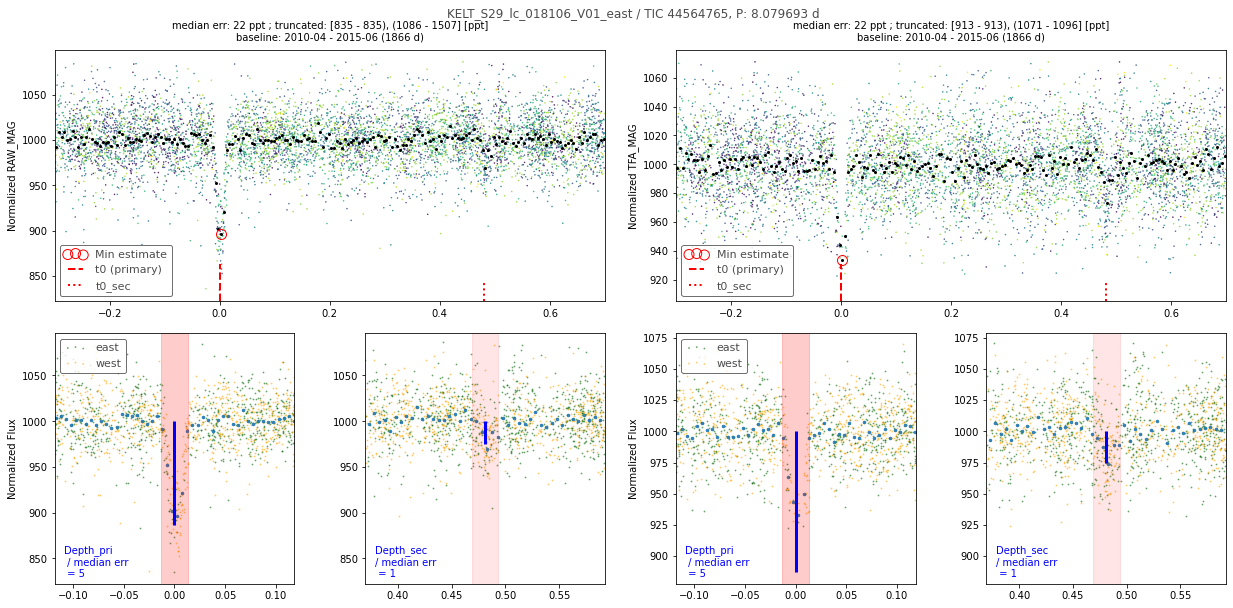 KELT_S29_lc_018106_V01_east / TIC 44564765, P: 8.079693 d
median err: 22 ppt ; truncated: [835 - 835), (1086 - 1507] [ppt]
baseline: 2010-04 - 2015-06 (1866 d)
Normalized RAW_MAG
1050
1000
950
900
850
Min estimate
t0 (primary)
t0_sec
−0.2
0.0
0.2
0.4
0.6
median err: 22 ppt ; truncated: [913 - 913), (1071 - 1096] [ppt]
baseline: 2010-04 - 2015-06 (1866 d)
Normalized TFA_MAG
1060
1040
1020
1000
980
960
940
920
Min estimate
t0 (primary)
t0_sec
−0.2
0.0
0.2
0.4
0.6
Normalized Flux
1050
1000
950
900
850
east
west
Depth_pri
/ median err
= 5
−0.10
−0.05
0.00
0.05
0.10
1050
1000
950
900
850
Depth_sec
/ median err
= 1
0.40
0.45
0.50
0.55
Normalized Flux
1075
1050
1025
1000
975
950
925
900
east
west
Depth_pri
/ median err
= 5
−0.10
−0.05
0.00
0.05
0.10
1075
1050
1025
1000
975
950
925
900
Depth_sec
/ median err
= 1
0.40
0.45
0.50
0.55